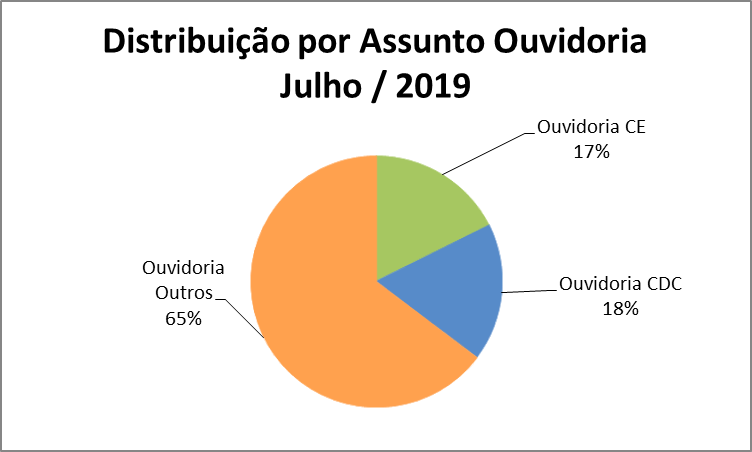 Distribuição por Assunto Ouvidoria
Julho / 2019
Ouvidoria CE
17%
Ouvidoria CDC
18%
Ouvidoria
Outros
65%